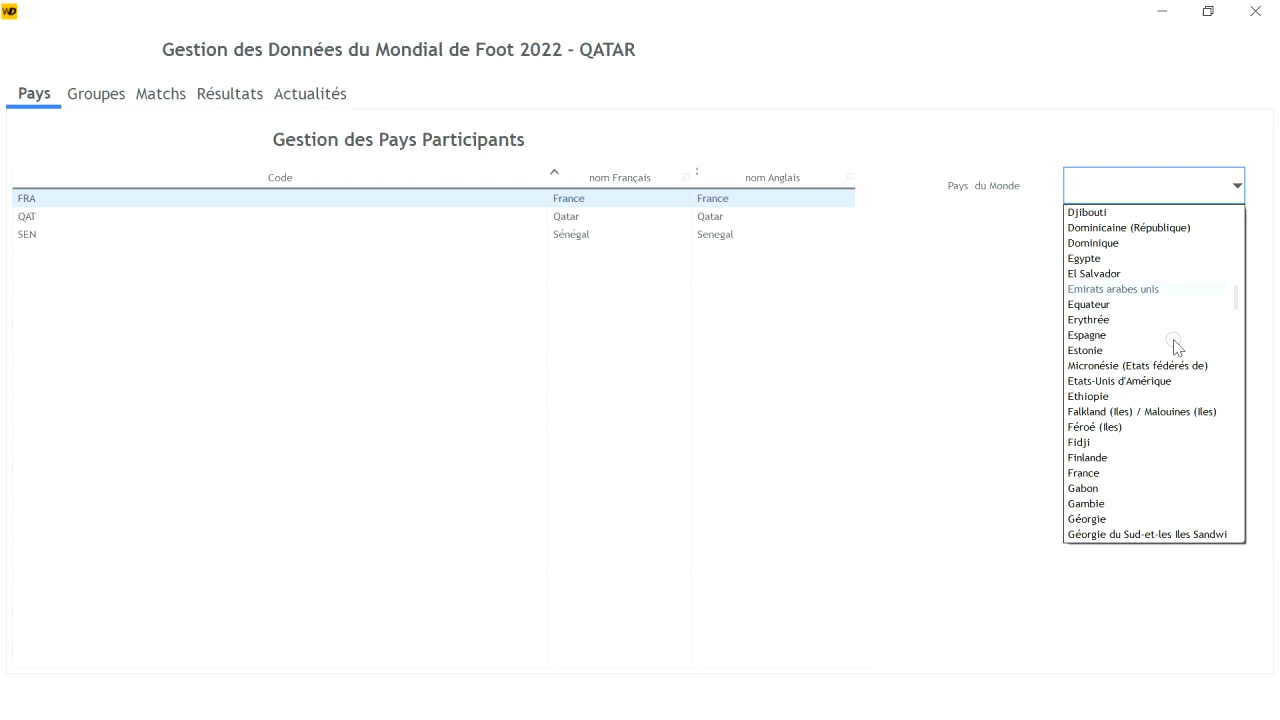 WD
Gestion des Données du Mondial de Foot 2022 - QATAR
Pays Groupes Matchs Résultats Actualités
Gestion des Pays Participants
Code nom Français nom Anglais
FRA France France
QAT Qatar Qatar
SEN Sénégal Senegal
Pays du Monde
Djibouti
Dominicaine (République)
Dominique
Egypte
El Salvador
Emirats arabes unis
Equateur
Erythrée
Espagne
Estonie
Micronésie (Etats fédérés de)
Etats-Unis d'Amérique
Ethiopie
Falkland (Iles) / Malouines (Iles)
Féroé (Iles)
Fidji
Finlande
France
Gabon
Gambie
Géorgie
Géorgie du Sud-et-les Iles Sandwi